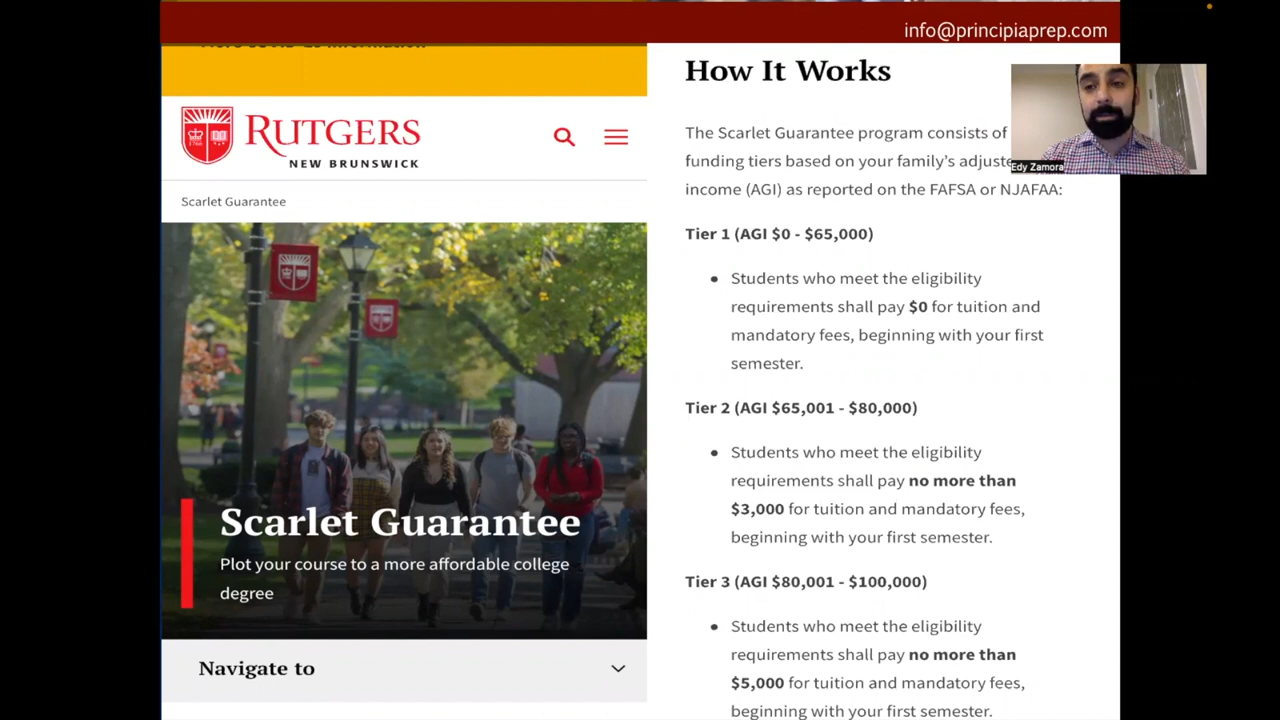 info@principiaprep.com
RUTGERS
NEW BRUNSWICK
Scarlet Guarantee
Scarlet Guarantee
Plot your course to a more affordable college
degree
Navigate to
How It Works
The Scarlet Guarantee program consists of
funding tiers based on your family's
income (AGI) as reported on the FAFSA or NJAFAA:
Tier 1 (AGI $0 - $65,000)
• Students who meet the eligibility
requirements shall pay $0 for tuition and
mandatory fees, beginning with your first
semester.
Tier 2 (AGI $65,001 - $80,000)
• Students who meet the eligibility
requirements shall pay no more than
$3,000 for tuition and mandatory fees,
beginning with your first semester.
Tier 3 (AGI $80,001 - $100,000)
• Students who meet the eligibility
requirements shall pay no more than
$5,000 for tuition and mandatory fees,
beginning with your first semester.
Edy Zamora